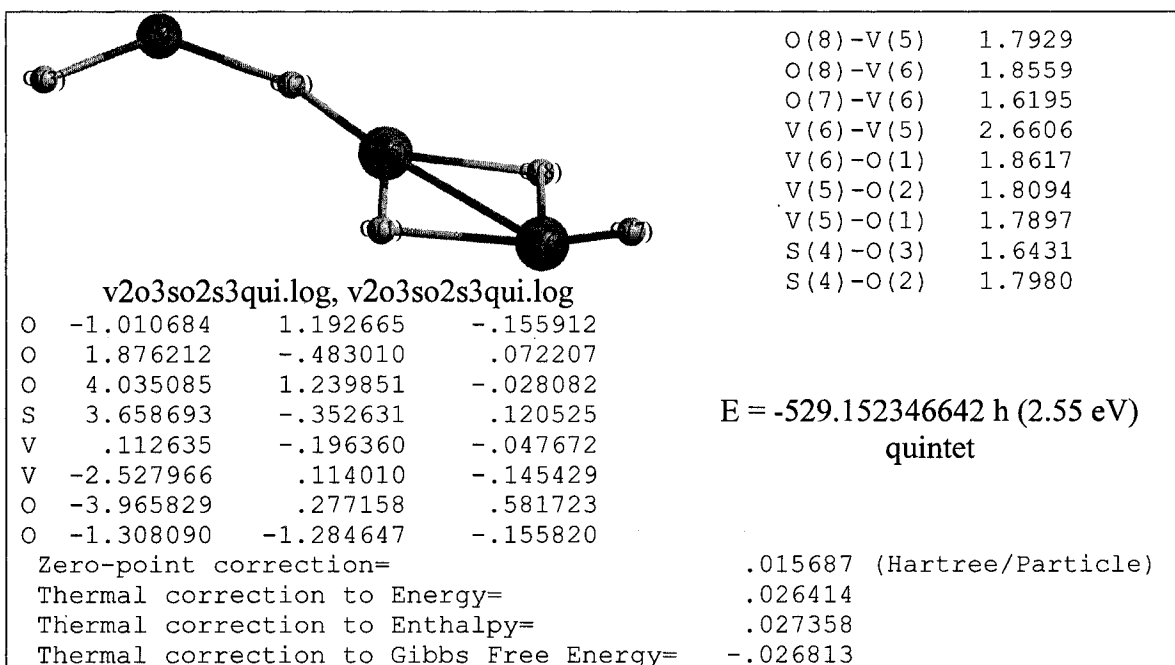 O(8)-V(5) 1.7929
O(8)-V(6) 1.8559
O(7)-V(6) 1.6195
V(6)-V(5) 2.6606
V(6)-O(1) 1.8617
V(5)-O(2) 1.8094
V(5)-O(1) 1.7897
S(4)-O(3) 1.6431
S(4)-O(2) 1.7980
v2o3so2s3qui.log, v2o3so2s3qui.log
O -1.010684 1.192665 -.155912
O 1.876212 -.483010 .072207
O 4.035085 1.239851 -.028082
S 3.658693 -.352631 .120525
V .112635 -.196360 -.047672
V -2.527966 .114010 -.145429
O -3.965829 .277158 .581723
O -1.308090 -1.284647 -.155820
E = -529.152346642 h (2.55 eV)
quintet
Zero-point correction= .015687 (Hartree/Particle)
Thermal correction to Energy= .026414
Thermal correction to Enthalpy= .027358
Thermal correction to Gibbs Free Energy= -.026813